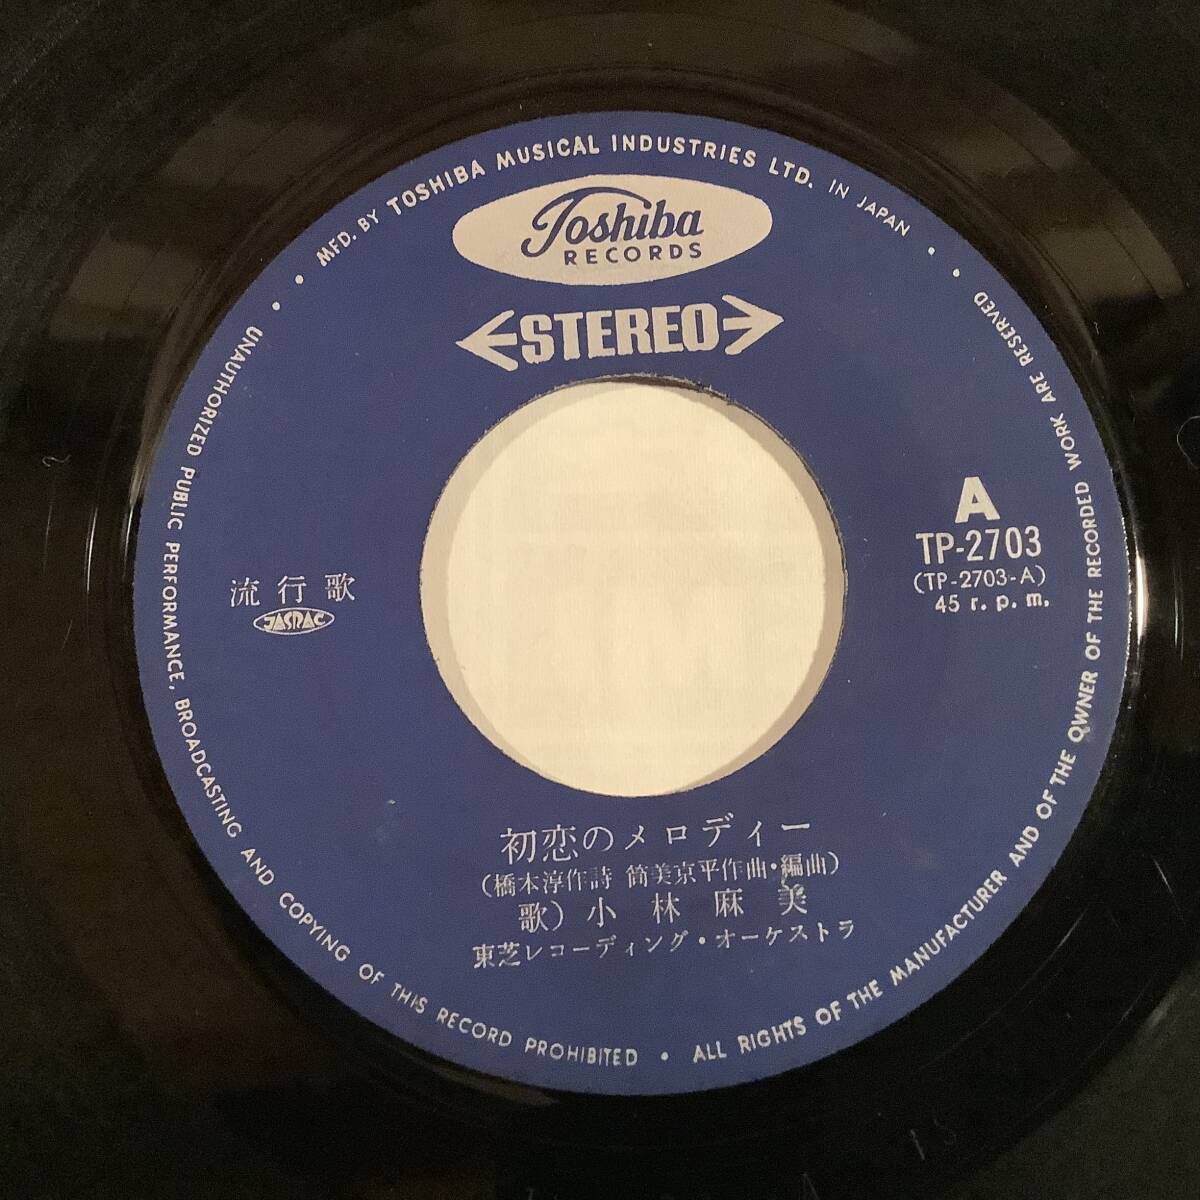 MFD. BY TOSHIBA MUSICAL INDUSTRIES LTD. IN JAPAN
Toshiba
RECORDS
STEREO
A
TP-2703
(TP-2703-A)
45 r. p. m.
流行歌
JASRAC
初恋のメロディー
(橋本淳作詩 筒美京平作曲・編曲)
歌) 小林麻美
東芝レコーディング・オーケストラ
UNAUTHORIZED PUBLIC PERFORMANCE, BROADCASTING AND COPYING OF THIS RECORD PROHIBITED • ALL RIGHTS OF THE MANUFACTURER AND OF THE OWNER OF THE RECORDED WORK ARE RESERVED